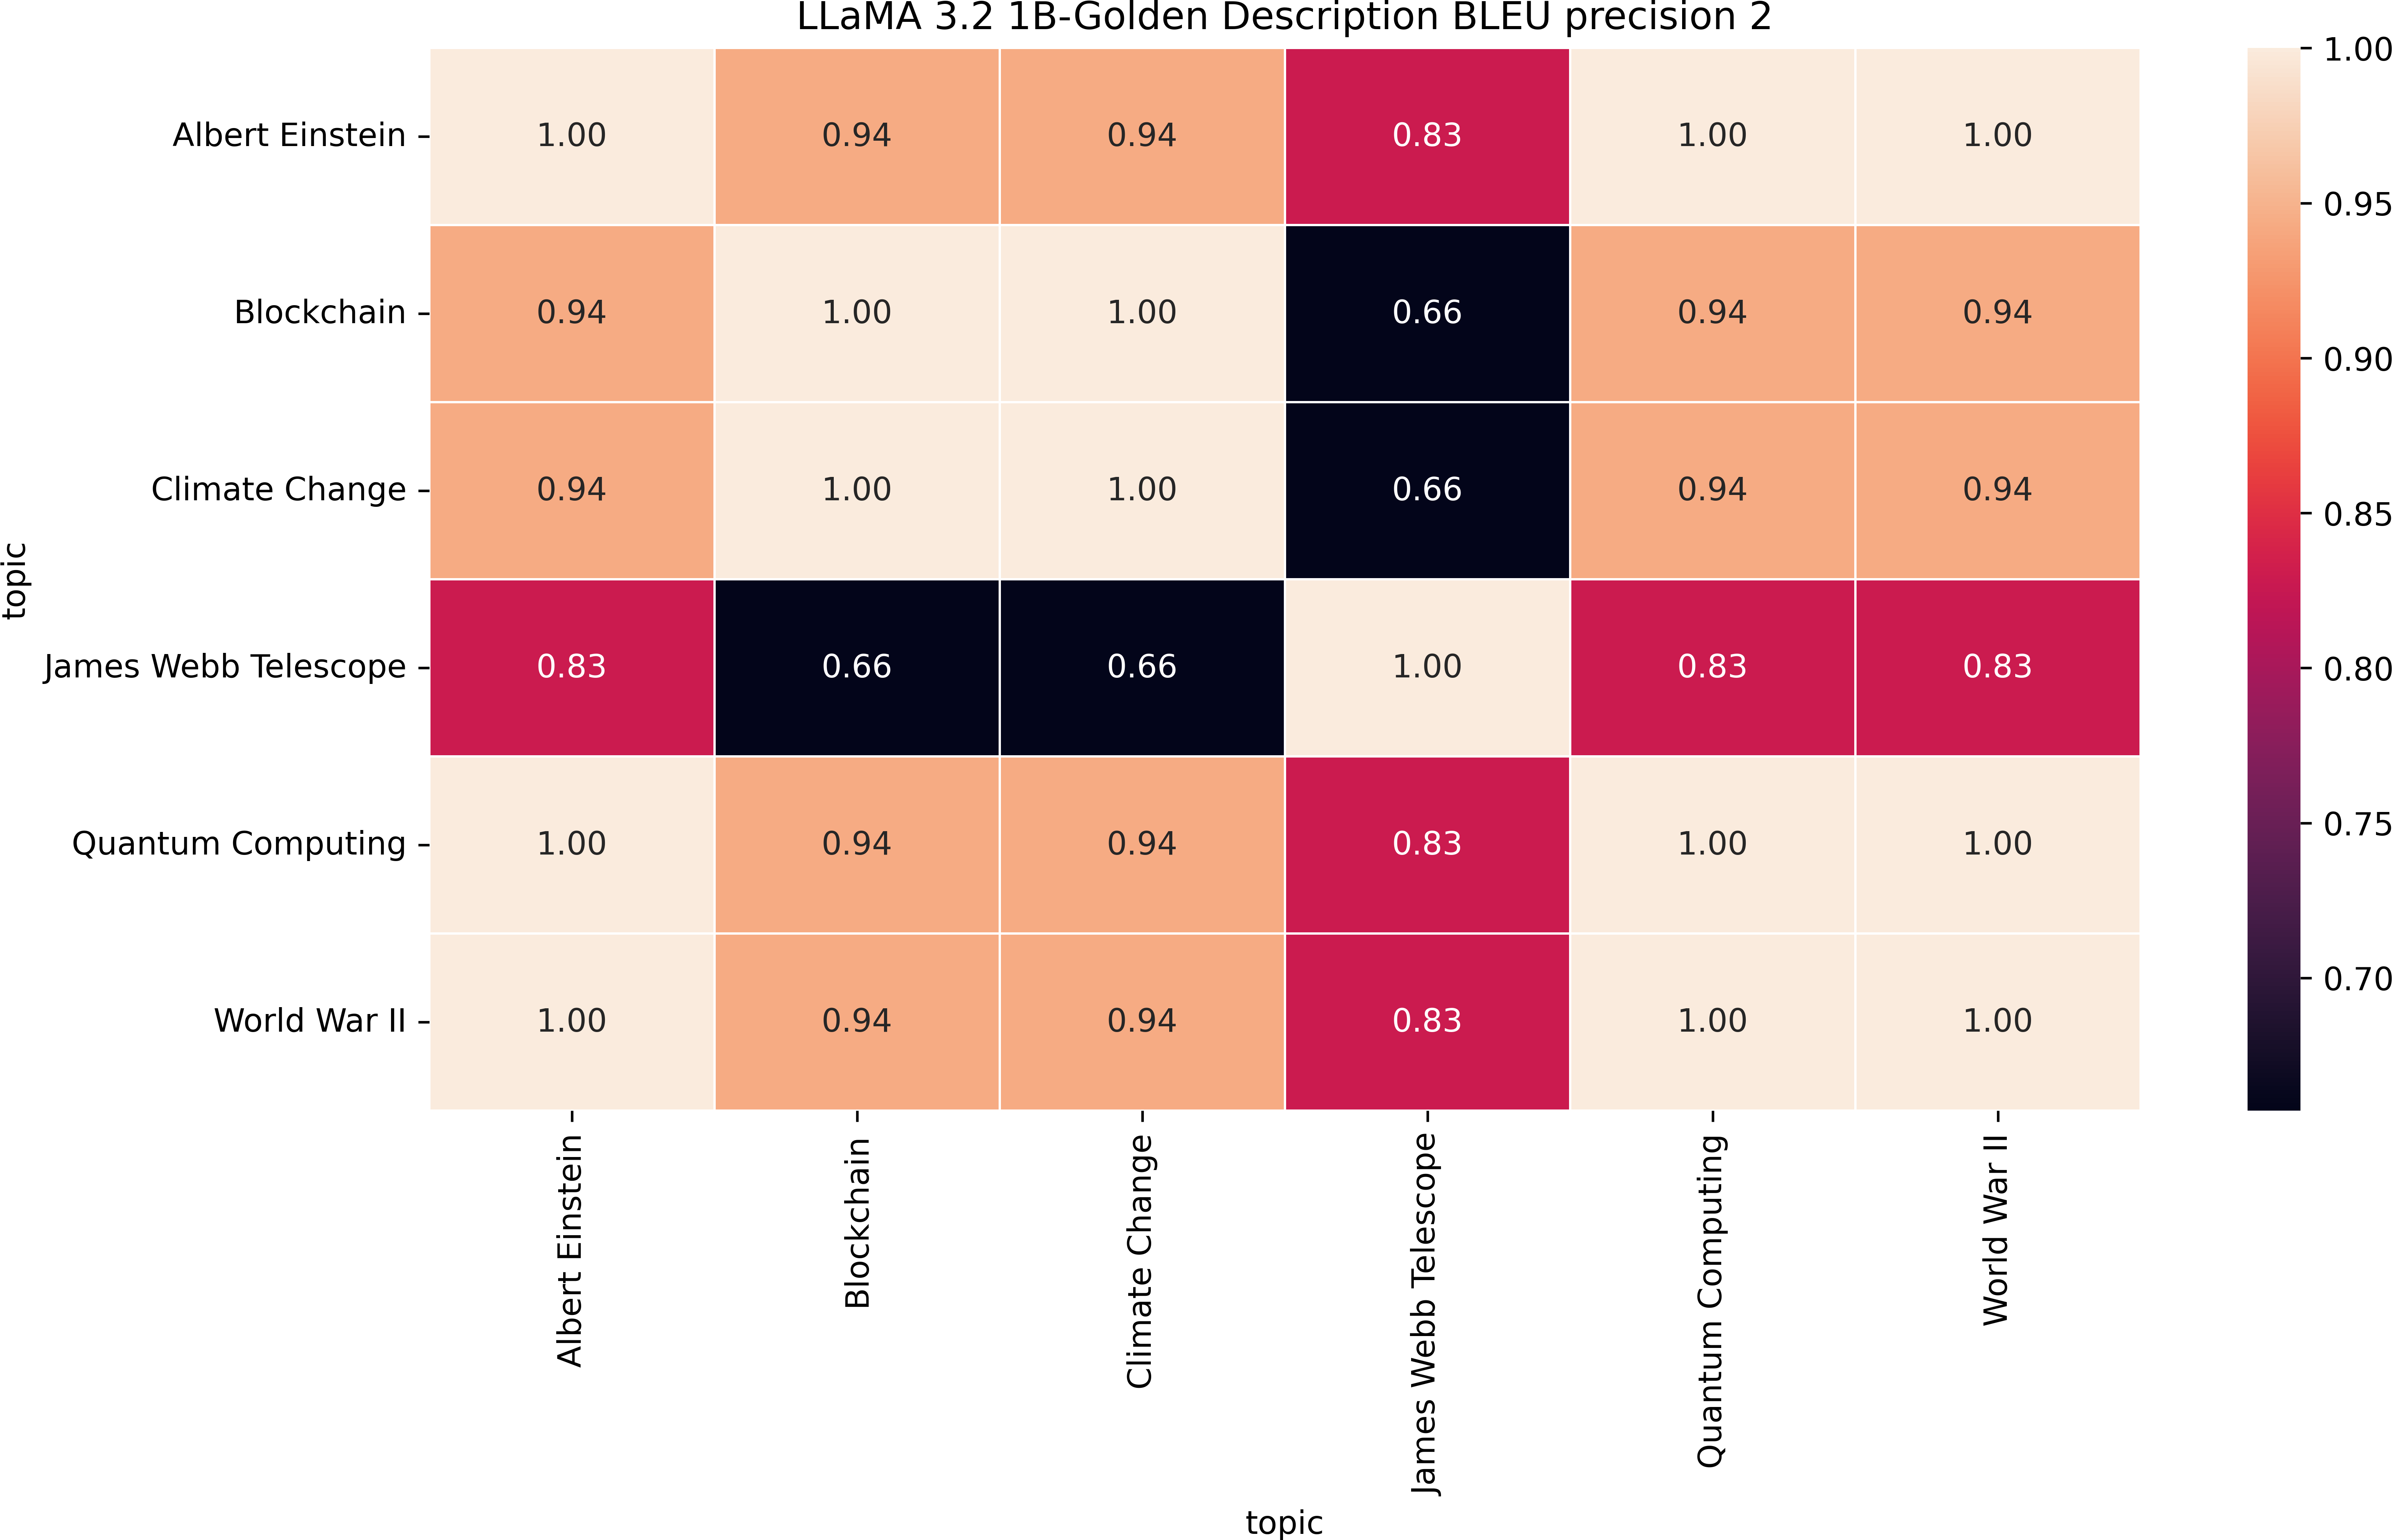 LLaMA 3.2 1B-Golden Description BLEU precision 2
topic
Albert Einstein 1.00 0.94 0.94 0.83 1.00 1.00
Blockchain 0.94 1.00 1.00 0.66 0.94 0.94
Climate Change 0.94 1.00 1.00 0.66 0.94 0.94
James Webb Telescope 0.83 0.66 0.66 1.00 0.83 0.83
Quantum Computing 1.00 0.94 0.94 0.83 1.00 1.00
World War II 1.00 0.94 0.94 0.83 1.00 1.00
Albert Einstein
Blockchain
Climate Change
James Webb Telescope
Quantum Computing
World War II
topic
1.00
0.95
0.90
0.85
0.80
0.75
0.70